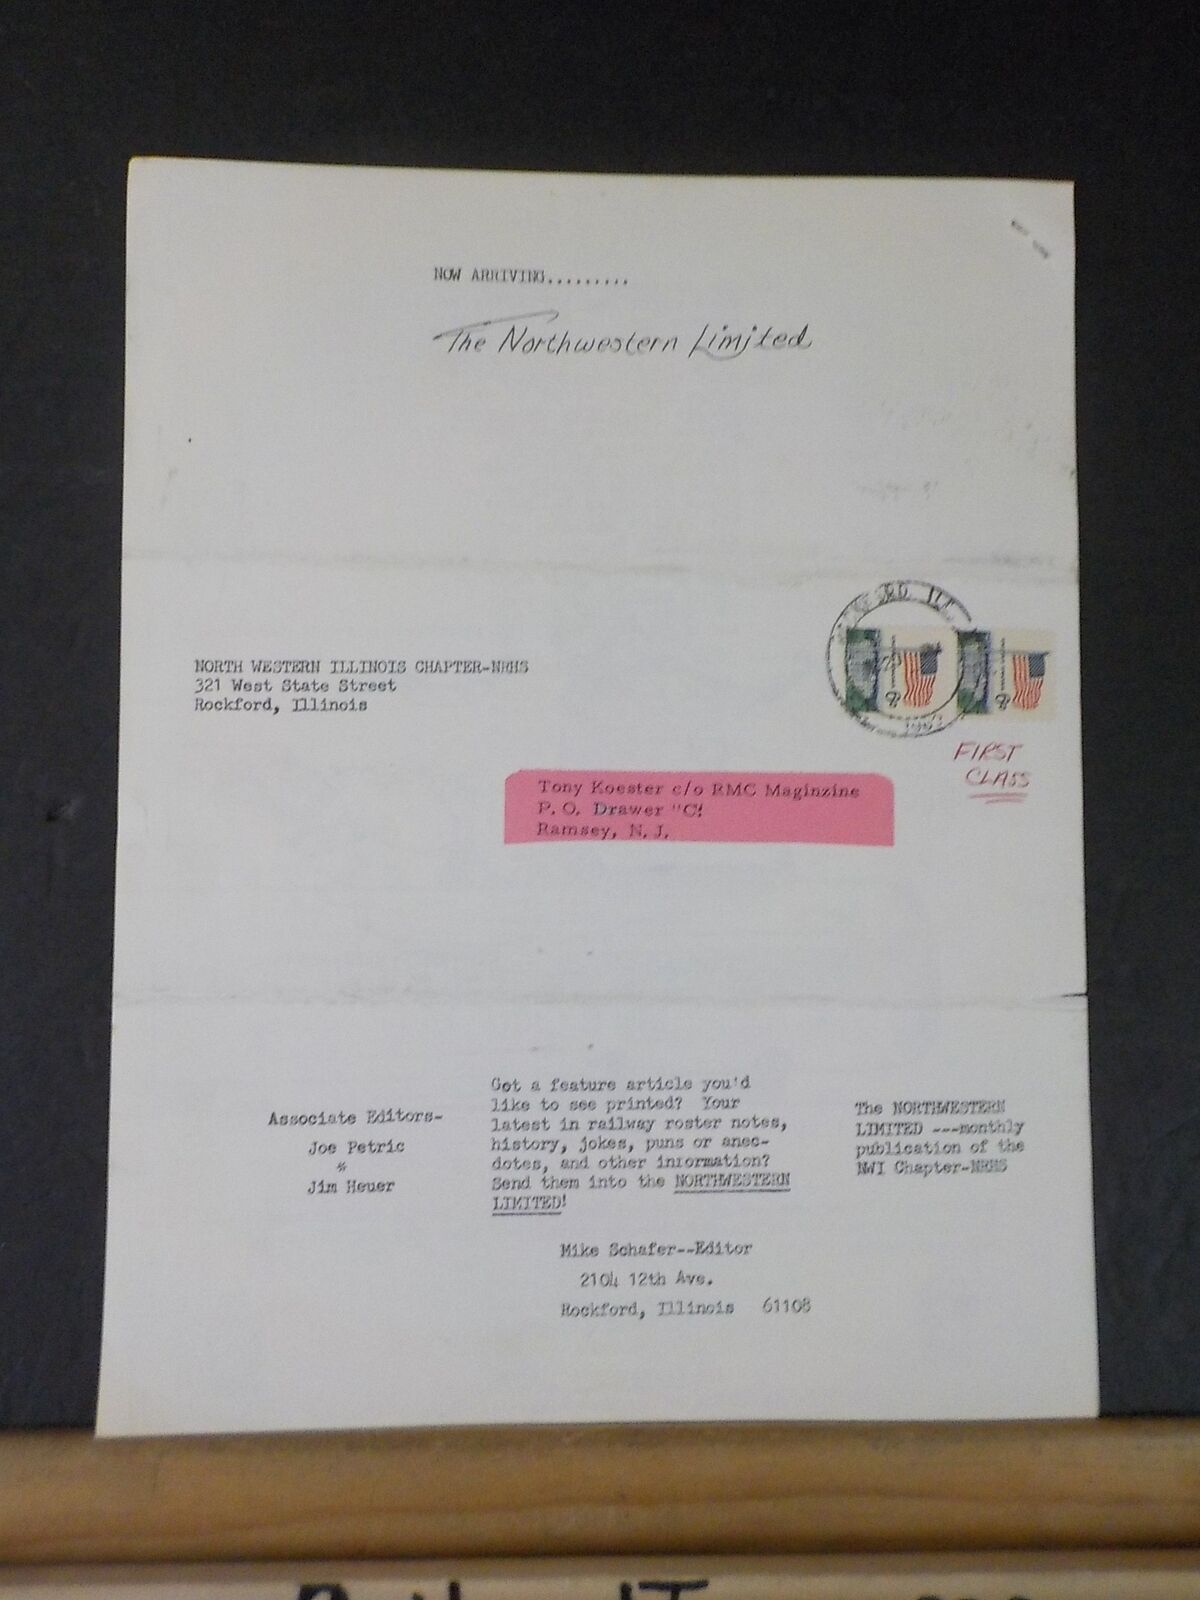 NOW ARRIVING.........
The Northwestern Limited
NORTH WESTERN ILLINOIS CHAPTER-NRHS
321 West State Street
Rockford, Illinois
ILL.
FIRST
CLASS
Tony Koester c/o RMC Maginzine
P. O. Drawer "C!
Ramsey, N. J.
Associate Editors-
Joe Petric
*
Jim Heuer
Got a feature article you'd
like to see printed? Your
latest in railway roster notes,
history, jokes, puns or anec-
dotes, and other information?
Send them into the NORTHWESTERN
LIMITED!
The NORTHWESTERN
LIMITED ---monthly
publication of the
NWI Chapter-NRHS
Mike Schafer--Editor
2104 12th Ave.
Rockford, Illinois 61108